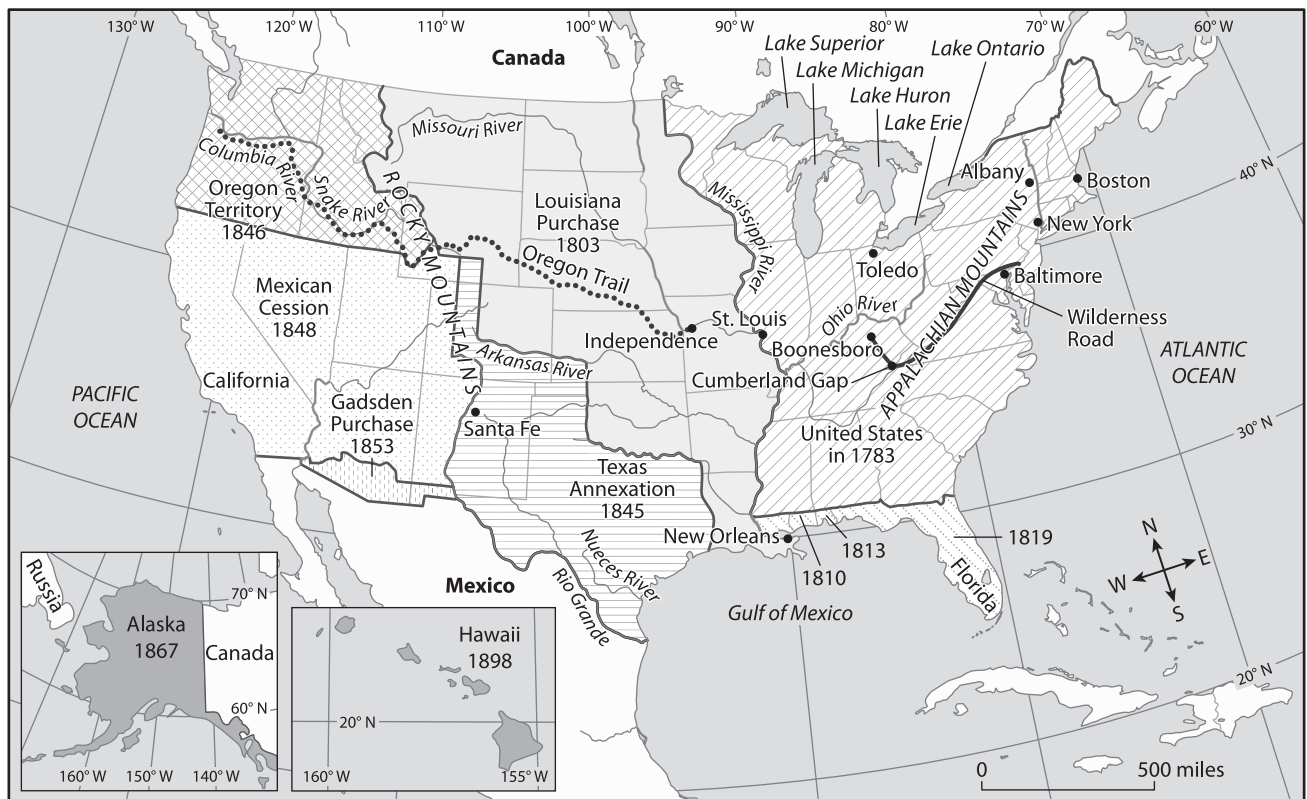 130° W
120° W
110° W
100° W
90° W
80° W
70° W
60° W
Canada
Lake Superior
Lake Michigan
Lake Huron
Lake Erie
Lake Ontario
40° N
Missouri River
Columbia River
Snake River
Oregon
Territory
1846
ROCKY MOUNTAINS
Louisiana
Purchase
1803
Oregon Trail
Mississippi River
Albany
Boston
New York
Toledo
APPALACHIAN MOUNTAINS
Baltimore
Wilderness
Road
Mexican
Cession
1848
Independence
St. Louis
Ohio River
Boonesboro
Cumberland Gap
ATLANTIC
OCEAN
PACIFIC
OCEAN
California
Arkansas River
Gadsden
Purchase
1853
Santa Fe
United States
in 1783
30° N
Texas
Annexation
1845
New Orleans
1810
1813
1819
Florida
Nueces River
Rio Grande
Mexico
Gulf of Mexico
N
W
E
S
20° N
Russia
Alaska
1867
Canada
70° N
60° N
160° W
150° W
140° W
Hawaii
1898
20° N
160° W
155° W
0
500 miles